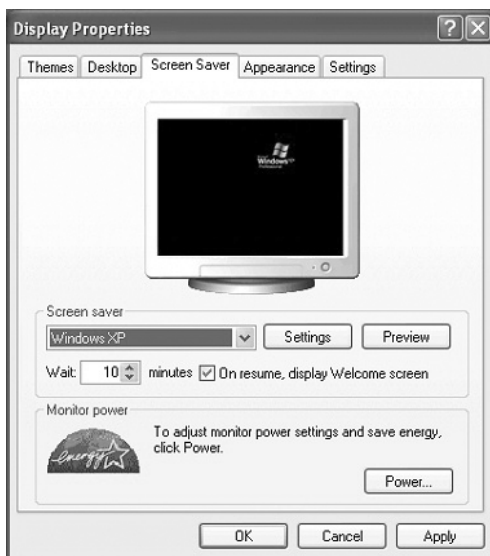 Display Properties
Themes Desktop Screen Saver Appearance Settings
Windows XP
Professional
Screen saver
Windows XP Settings Preview
Wait: 10 minutes On resume, display Welcome screen
Monitor power
energy
To adjust monitor power settings and save energy,
click Power.
Power...
OK Cancel Apply